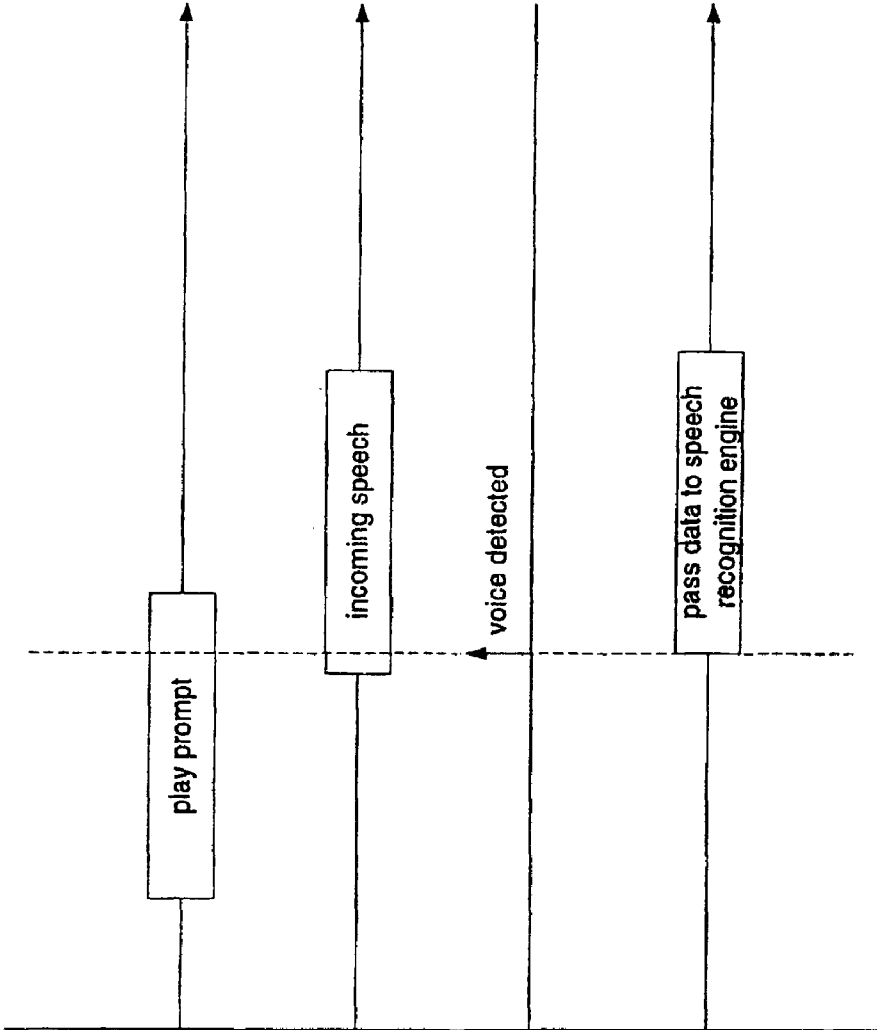 play prompt
incoming speech
voice detected
pass data to speech
recognition engine